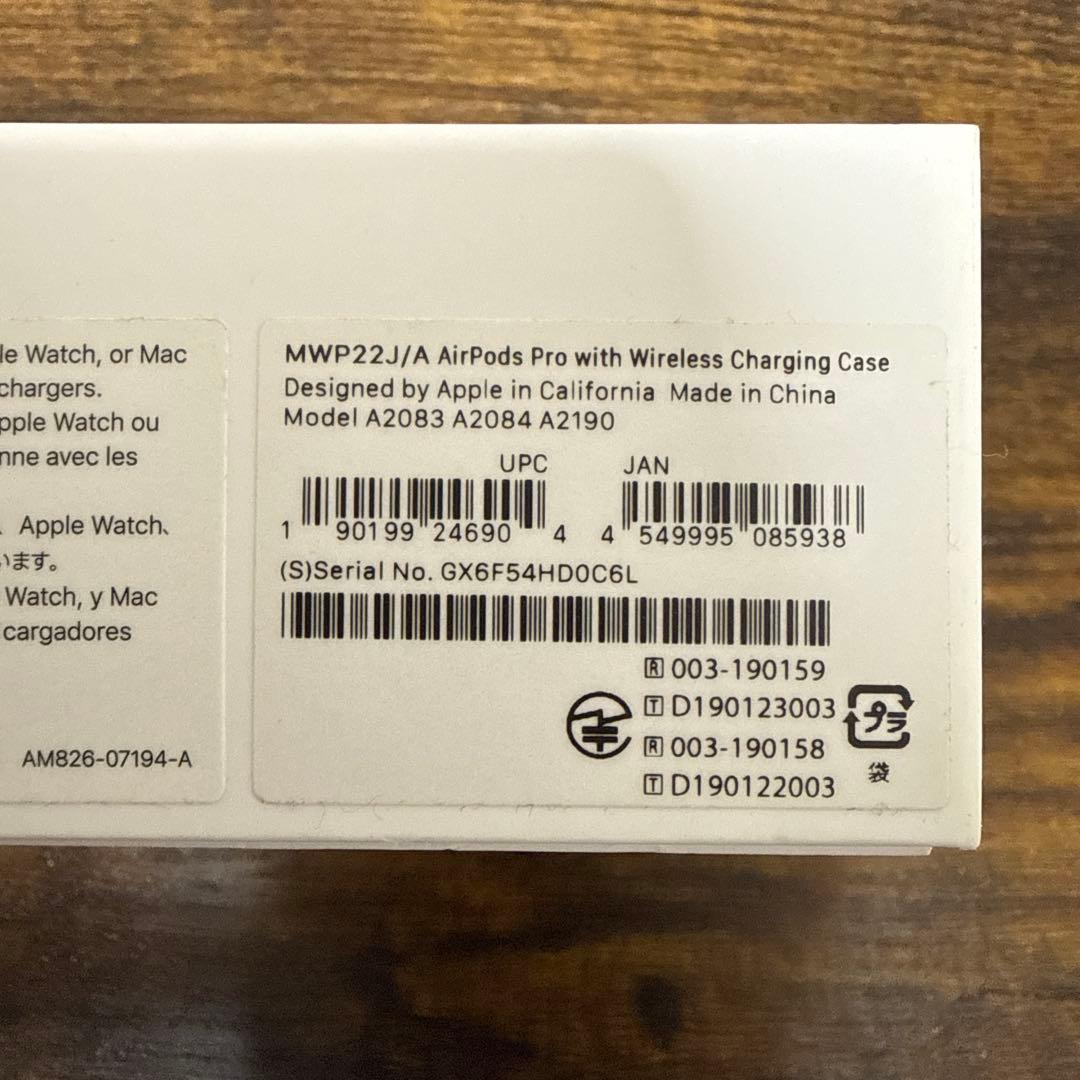 le Watch, or Mac
chargers.
pple Watch ou
nne avec les
、Apple Watch、
います。
Watch, y Mac
cargadores
AM826-07194-A
MWP22J/A AirPods Pro with Wireless Charging Case
Designed by Apple in California Made in China
Model A2083 A2084 A2190
UPC
1 90199 24690 4
JAN
4 549995 085938
(S)Serial No. GX6F54HD0C6L
R 003-190159
T D190123003
R 003-190158
T D190122003
プラ
袋